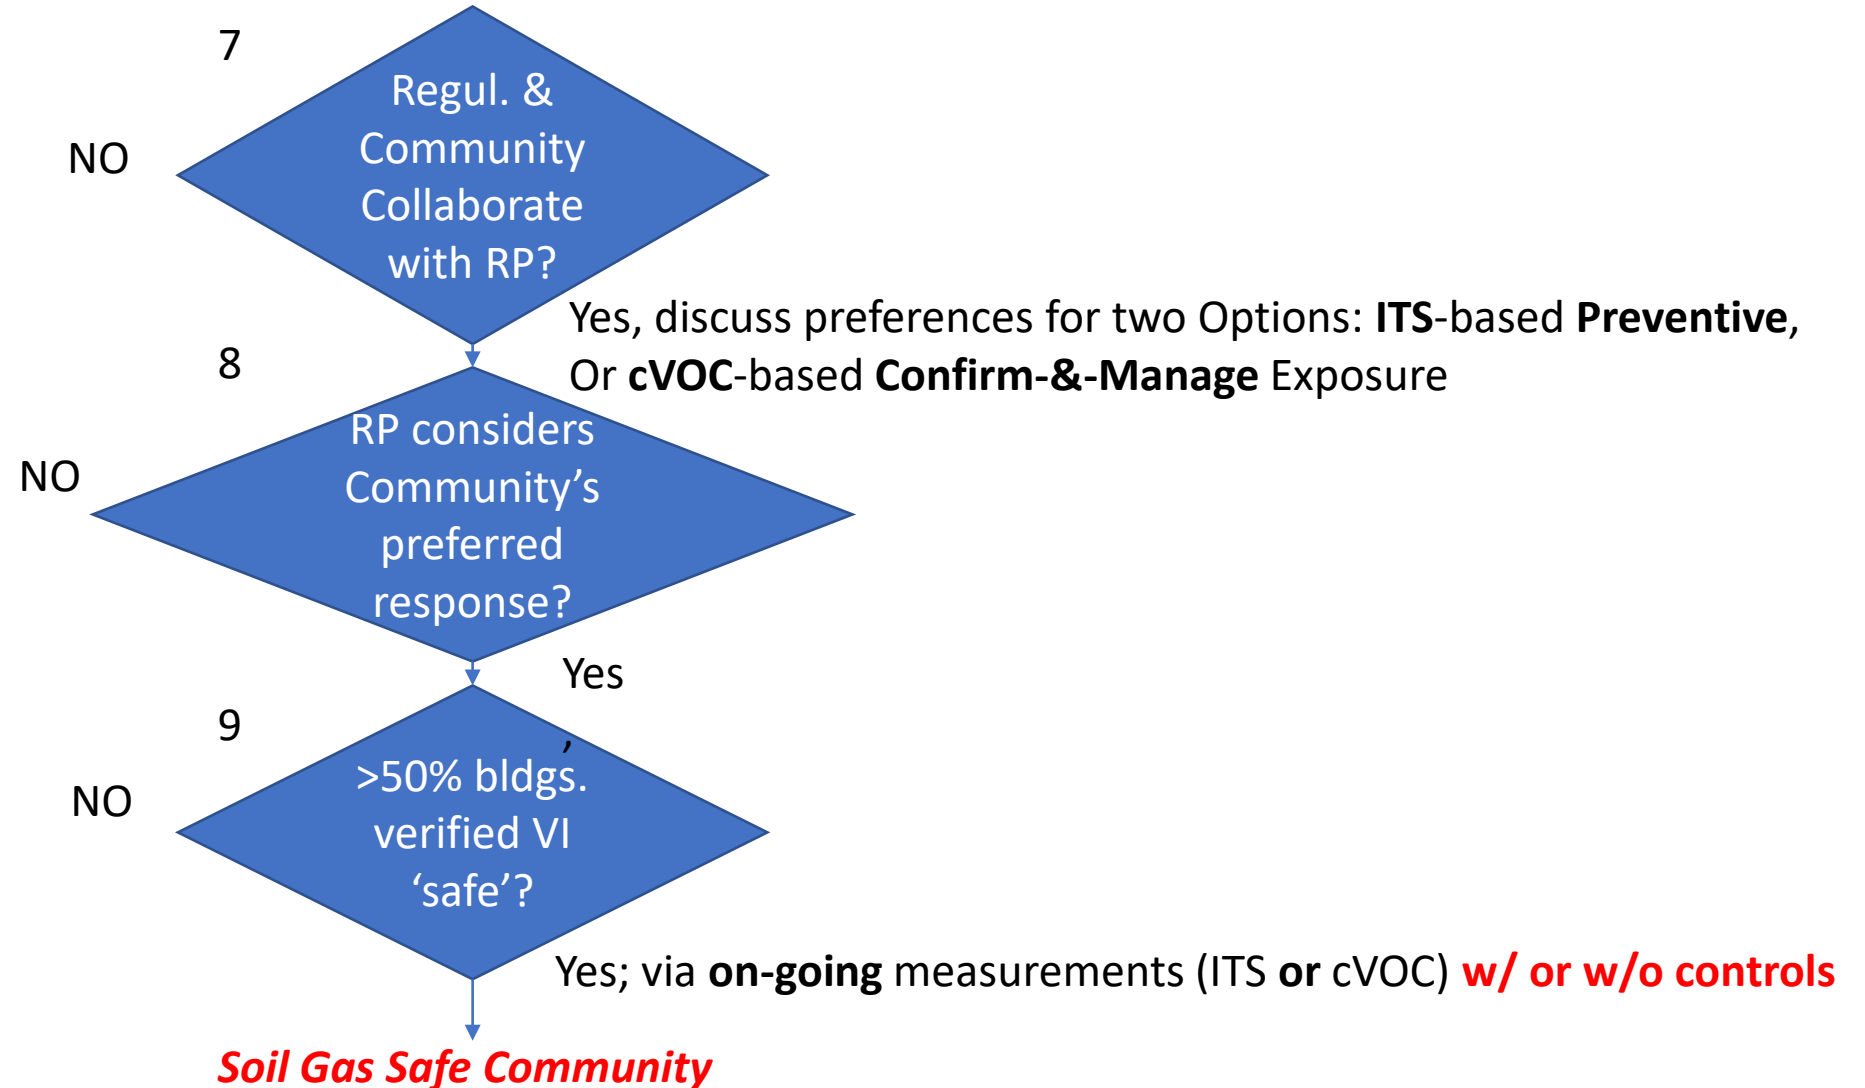 7
Regul. &
Community
Collaborate
with RP?
NO
Yes, discuss preferences for two Options: ITS-based Preventive,
Or cVOC-based Confirm-&-Manage Exposure
8
RP considers
Community’s
preferred
response?
NO
Yes
,
9
>50% bldgs.
verified VI
‘safe’?
NO
Yes; via on-going measurements (ITS or cVOC) w/ or w/o controls
Soil Gas Safe Community